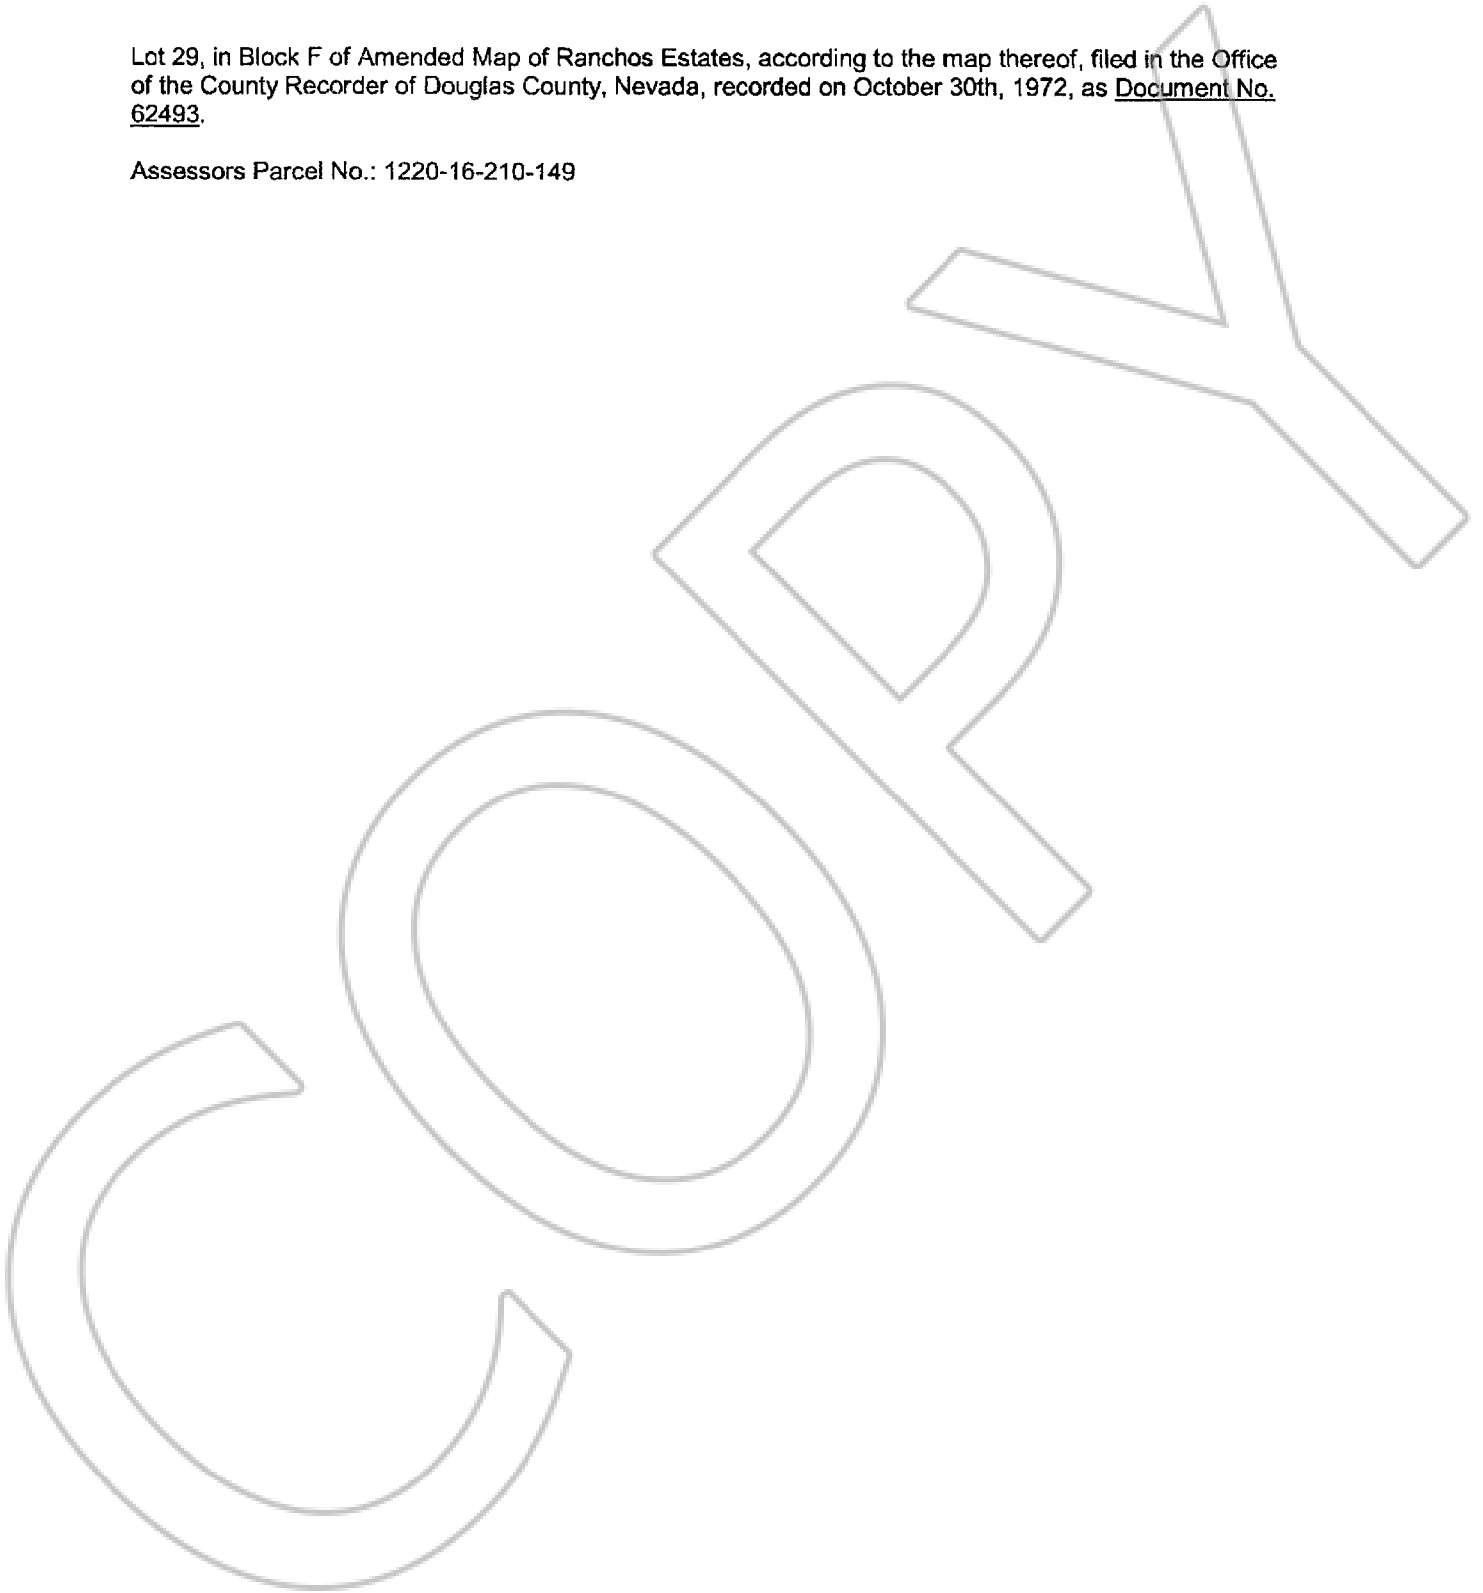 Lot 29, in Block F of Amended Map of Ranchos Estates, according to the map thereof, filed in the Office
of the County Recorder of Douglas County, Nevada, recorded on October 30th, 1972, as Document No.
62493.
Assessors Parcel No.: 1220-16-210-149
COPY